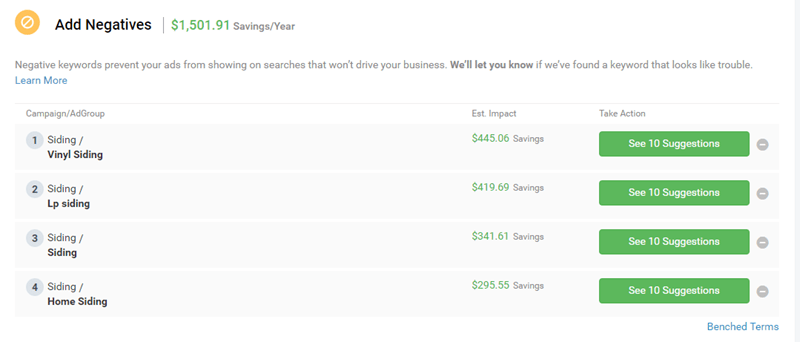 Add Negatives $1,501.91 Savings/Year
Negative keywords prevent your ads from showing on searches that won't drive your business. We'll let you know if we've found a keyword that looks like trouble.
Learn More
Campaign/AdGroup Est. Impact Take Action
1 Siding / $445.06 Savings See 10 Suggestions
Vinyl Siding
2 Siding / $419.69 Savings See 10 Suggestions
Lp siding
3 Siding / $341.61 Savings See 10 Suggestions
Siding
4 Siding / $295.55 Savings See 10 Suggestions
Home Siding
Benched Terms